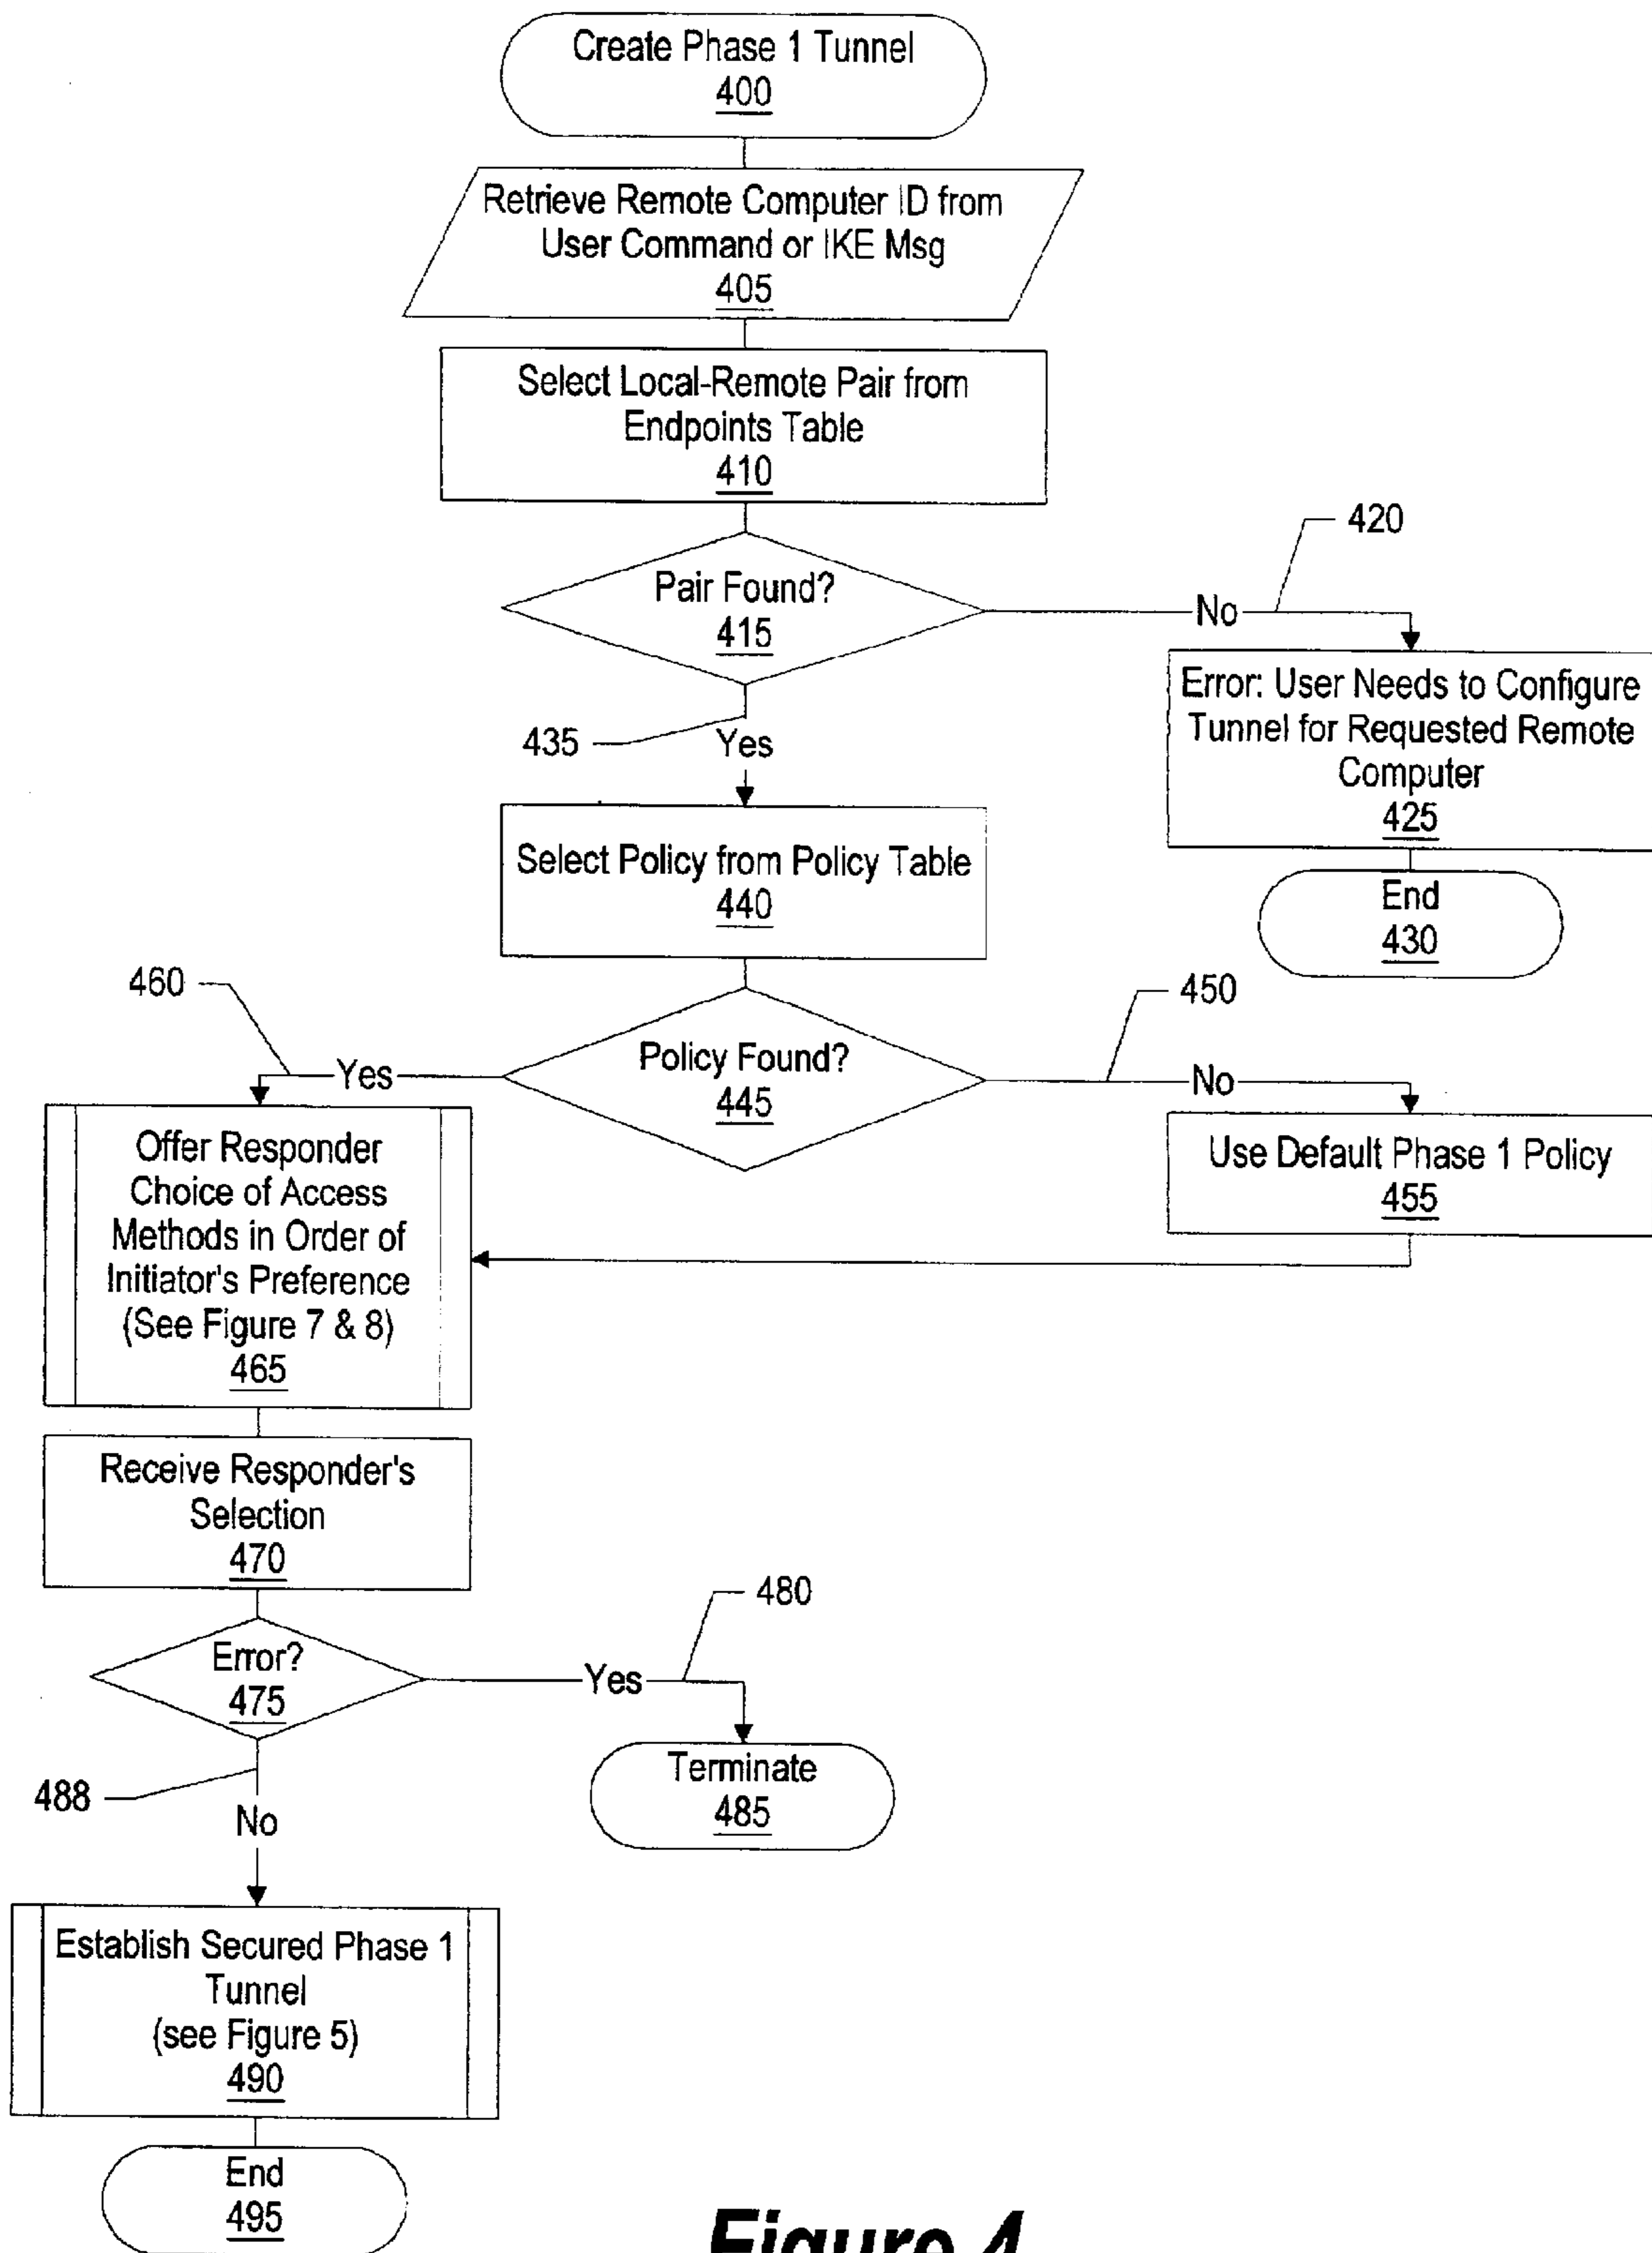 Create Phase 1 Tunnel
400
Retrieve Remote Computer ID from
User Command or IKE Msg
405
Select Local-Remote Pair from
Endpoints Table
410
420
Pair Found?
415
No
Error: User Needs to Configure
Tunnel for Requested Remote
Computer
425
435
Yes
End
430
Select Policy from Policy Table
440
460
450
Policy Found?
445
Yes
No
Offer Responder
Choice of Access
Methods in Order of
Initiator's Preference
(See Figure 7 & 8)
465
Use Default Phase 1 Policy
455
Receive Responder's
Selection
470
480
Error?
475
Yes
Terminate
485
488
No
Establish Secured Phase 1
Tunnel
(see Figure 5)
490
End
495
Figure 4